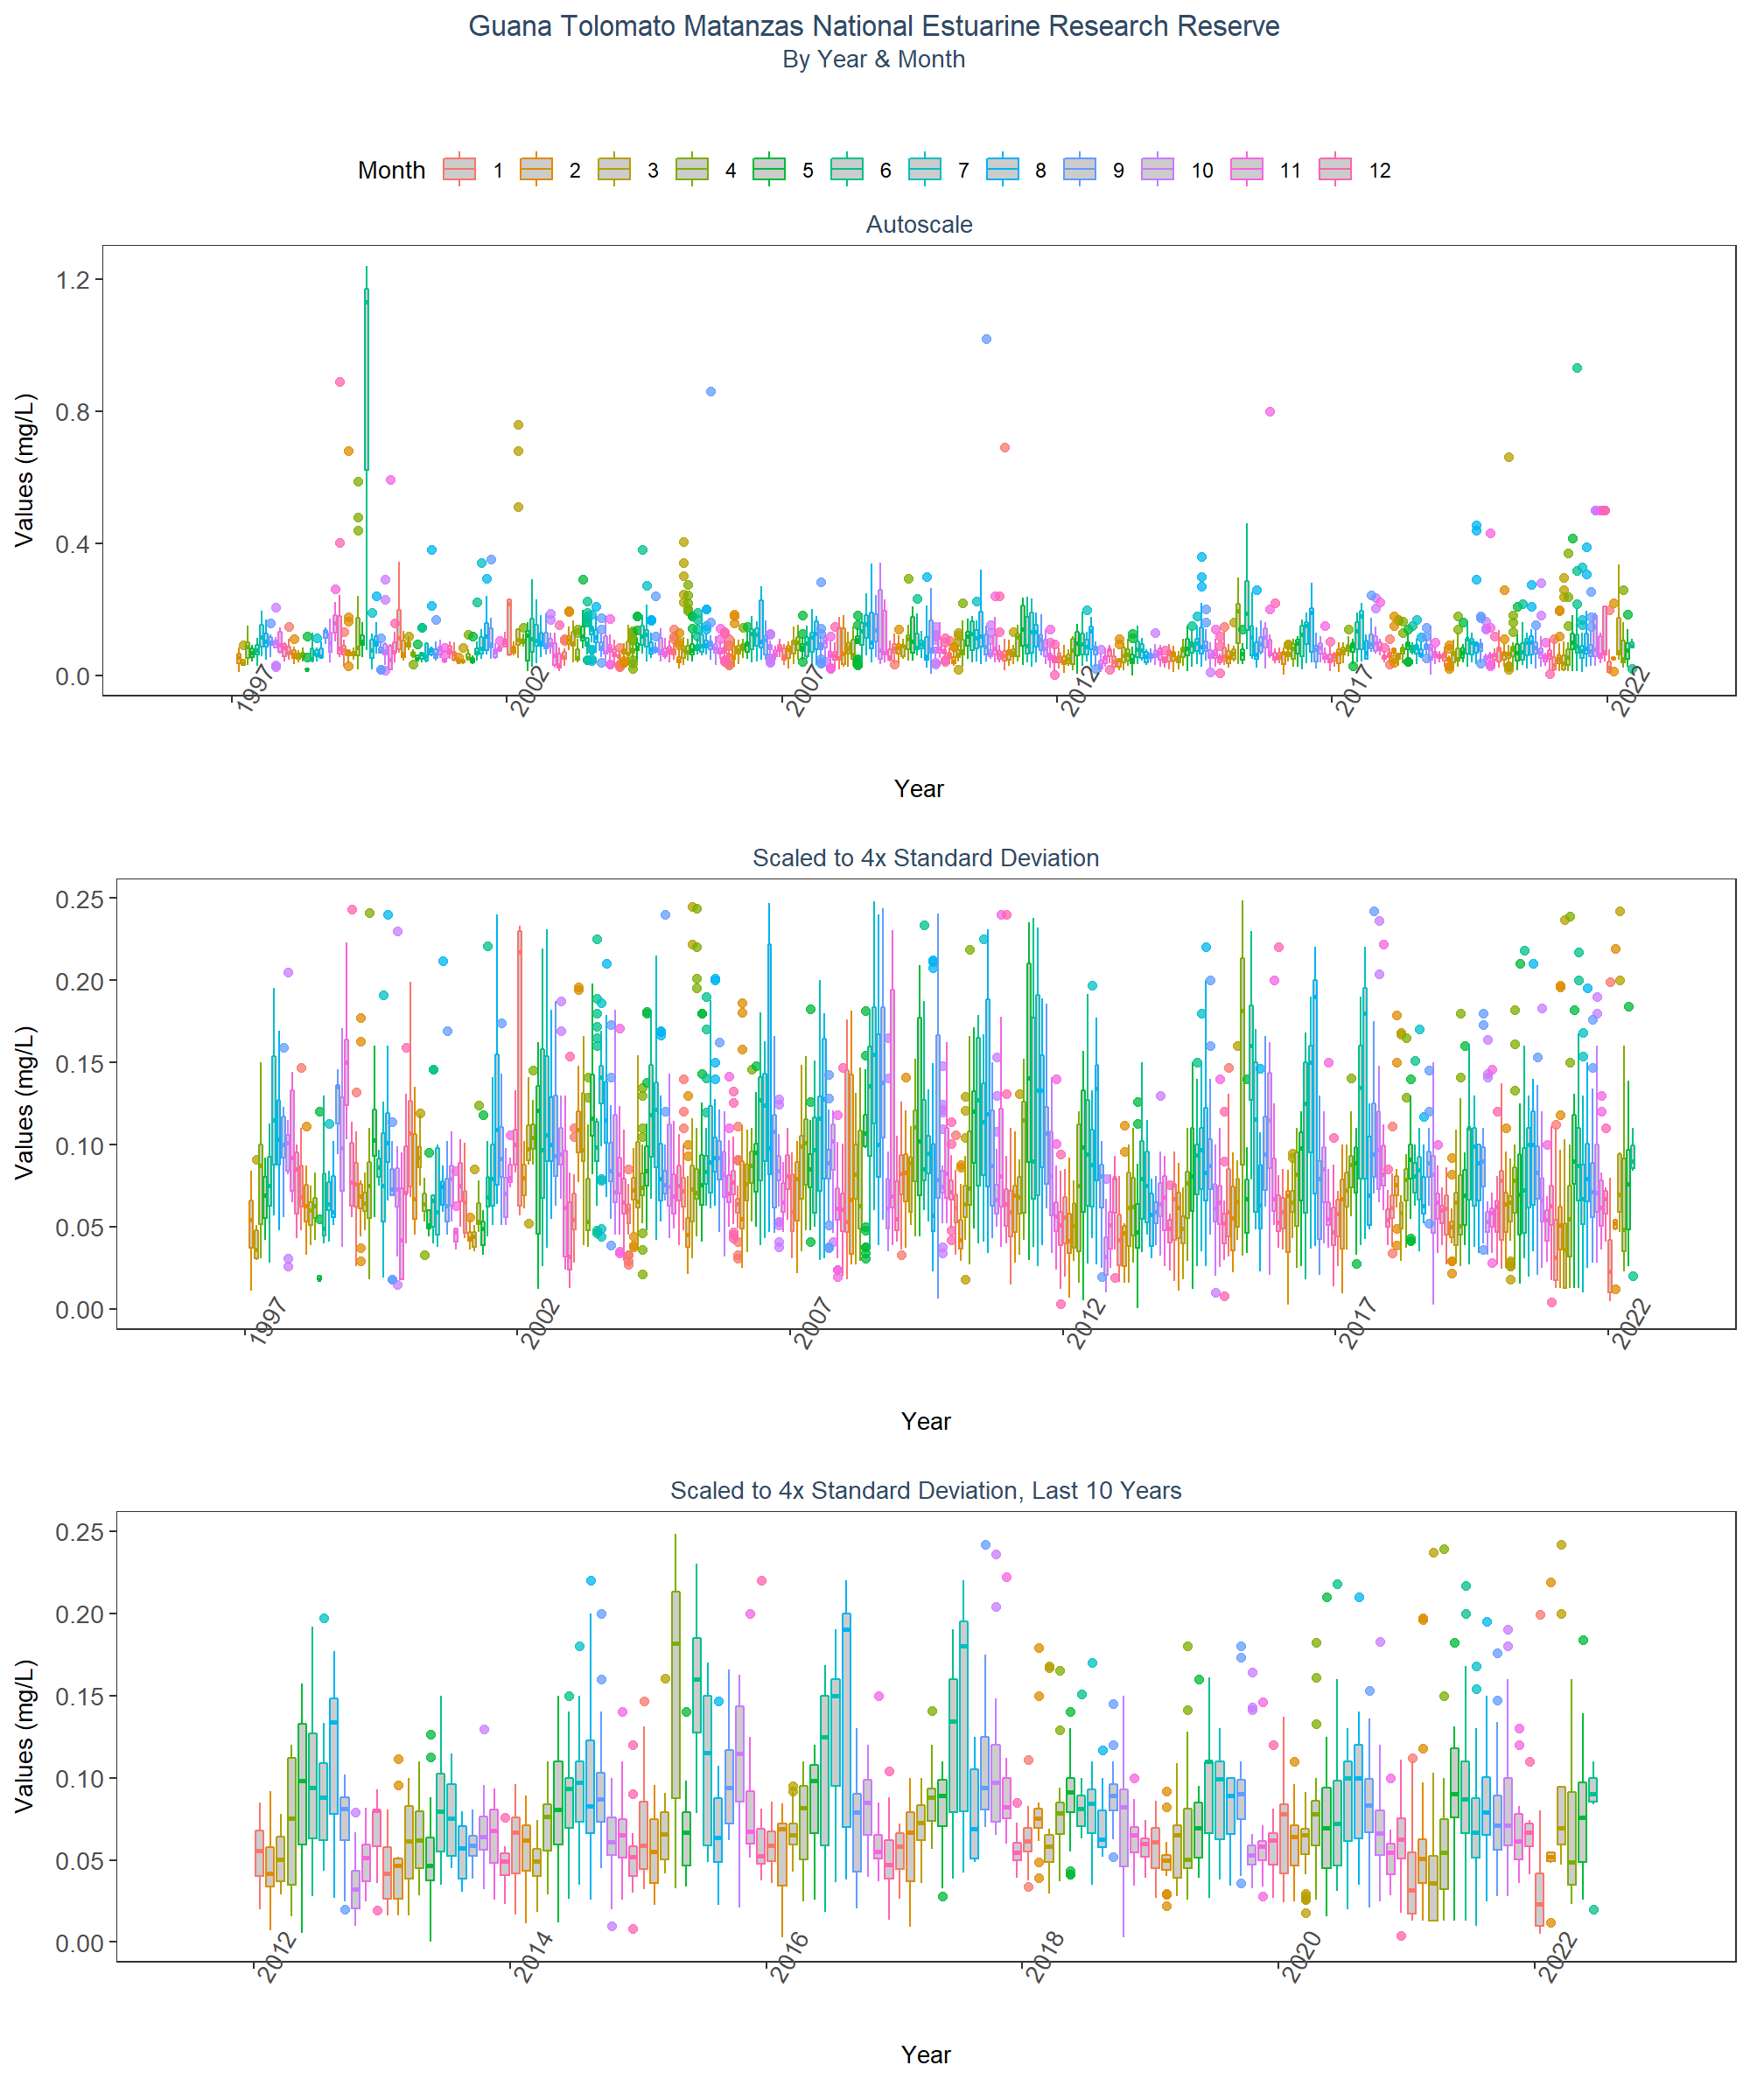 Guana Tolomato Matanzas National Estuarine Research Reserve
By Year & Month
Month 1 2 3 4 5 6 7 8 9 10 11 12
Autoscale
Values (mg/L)
1.2
0.8
0.4
0.0
1997 2002 2007 2012 2017 2022
Year
Scaled to 4x Standard Deviation
Values (mg/L)
0.25
0.20
0.15
0.10
0.05
0.00
1997 2002 2007 2012 2017 2022
Year
Scaled to 4x Standard Deviation, Last 10 Years
Values (mg/L)
0.25
0.20
0.15
0.10
0.05
0.00
2012 2014 2016 2018 2020 2022
Year